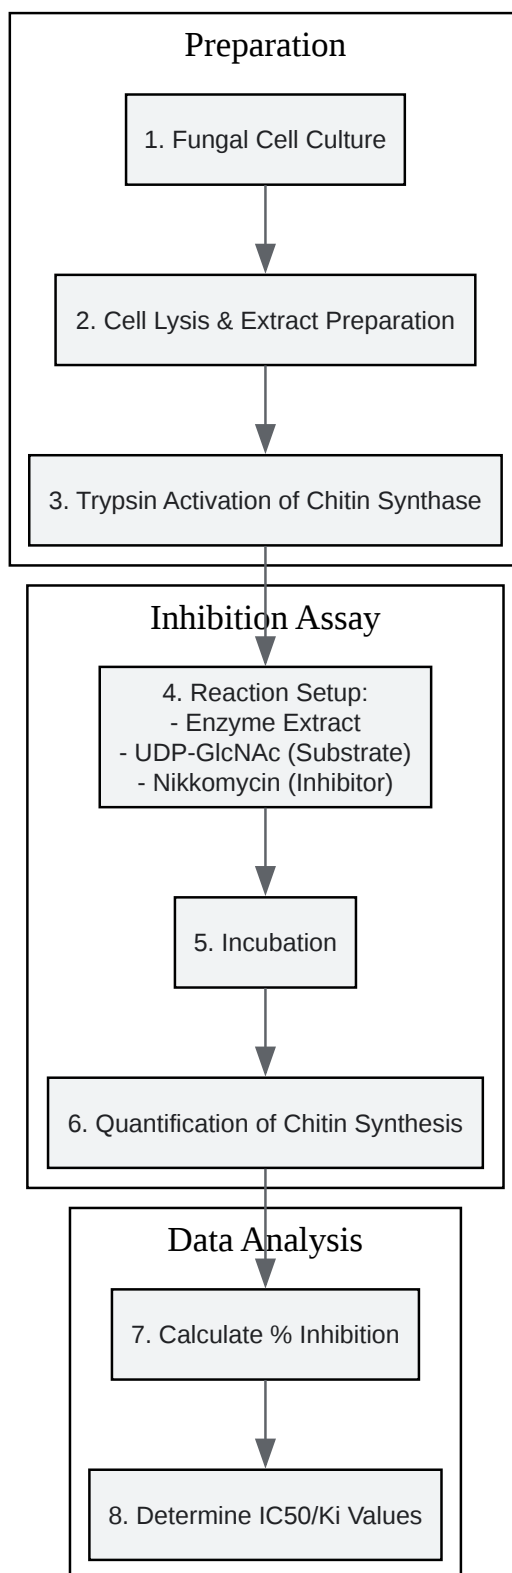 Preparation
1. Fungal Cell Culture
2. Cell Lysis & Extract Preparation
3. Trypsin Activation of Chitin Synthase
Inhibition Assay
4. Reaction Setup:
- Enzyme Extract
- UDP-GlcNAc (Substrate)
- Nikkomycin (Inhibitor)
5. Incubation
6. Quantification of Chitin Synthesis
Data Analysis
7. Calculate % Inhibition
8. Determine IC50/Ki Values